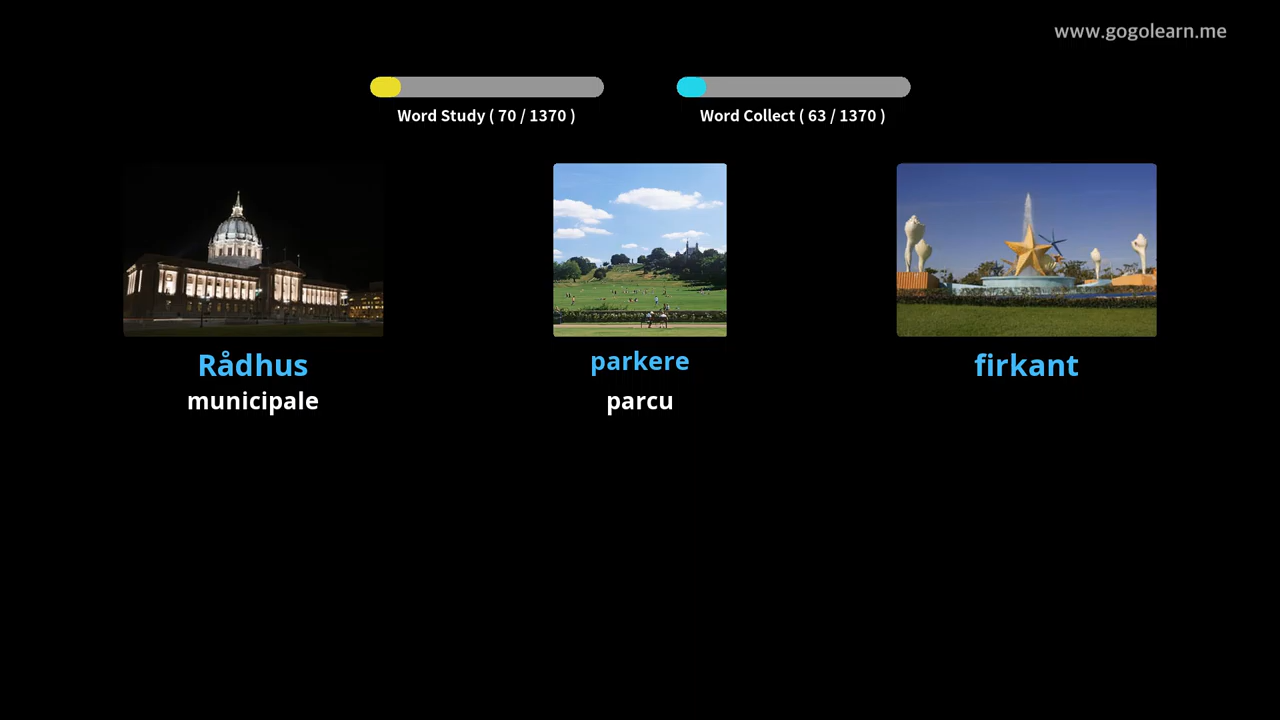 www.gogolearn.me
Word Study ( 70 / 1370 )
Word Collect ( 63 / 1370 )
Rådhus
municipale
parkere
parcu
firkant